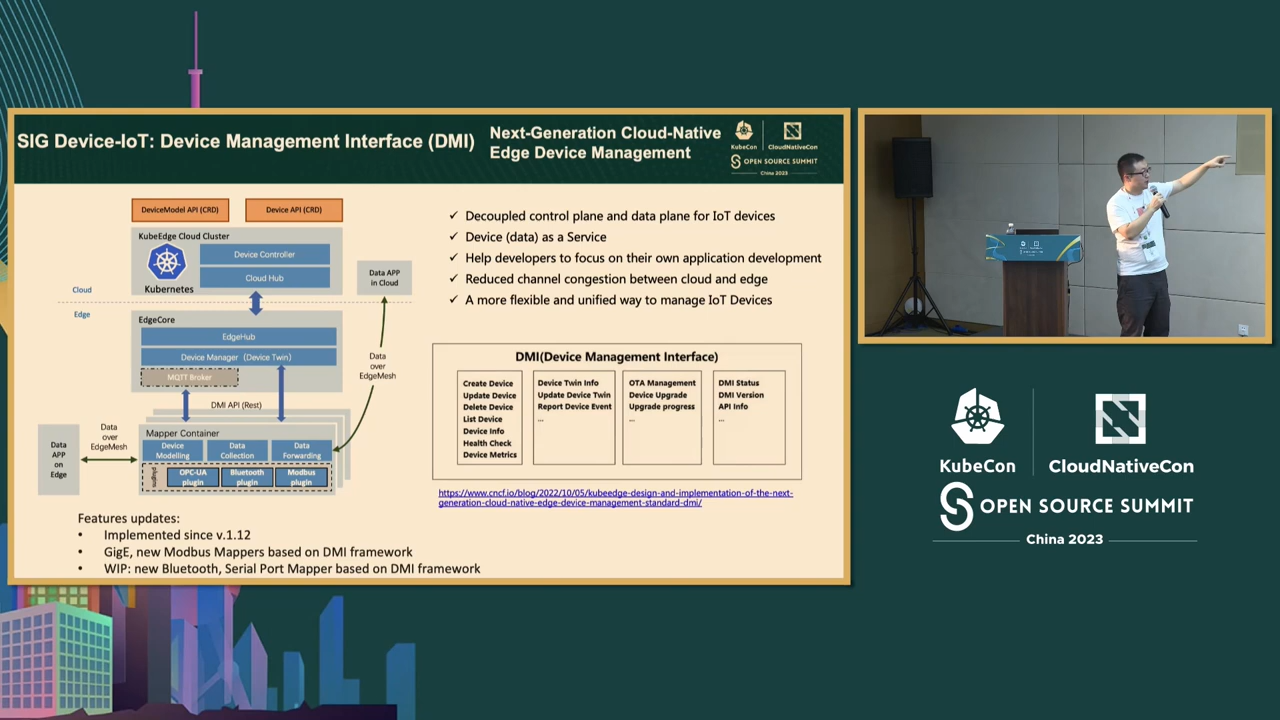 SIG Device-IoT: Device Management Interface (DMI)
Next-Generation Cloud-Native
Edge Device Management
KubeCon
CloudNativeCon
OPEN SOURCE SUMMIT
China 2023
DeviceModel API (CRD)
Device API (CRD)
KubeEdge Cloud Cluster
Device Controller
Cloud Hub
Kubernetes
Data APP
in Cloud
Cloud
Edge
EdgeCore
EdgeHub
Device Manager (Device Twin)
MQTT Broker
Data
over
EdgeMesh
DMI API (Rest)
Mapper Container
Device
Modelling
Data
Collection
Data
Forwarding
plugins
OPC-UA
plugin
Bluetooth
plugin
Modbus
plugin
Data
over
EdgeMesh
Data
APP
on
Edge
✓ Decoupled control plane and data plane for IoT devices
✓ Device (data) as a Service
✓ Help developers to focus on their own application development
✓ Reduced channel congestion between cloud and edge
✓ A more flexible and unified way to manage IoT Devices
DMI(Device Management Interface)
Create Device
Update Device
Delete Device
List Device
Device Info
Health Check
Device Metrics
Device Twin Info
Update Device Twin
Report Device Event
...
OTA Management
Device Upgrade
Upgrade progress
...
DMI Status
DMI Version
API Info
...
https://www.cncf.io/blog/2022/10/05/kubeedge-design-and-implementation-of-the-next-
generation-cloud-native-edge-device-management-standard-dmi/
Features updates:
• Implemented since v.1.12
• GigE, new Modbus Mappers based on DMI framework
• WIP: new Bluetooth, Serial Port Mapper based on DMI framework
KubeCon
CloudNativeCon
OPEN SOURCE SUMMIT
China 2023